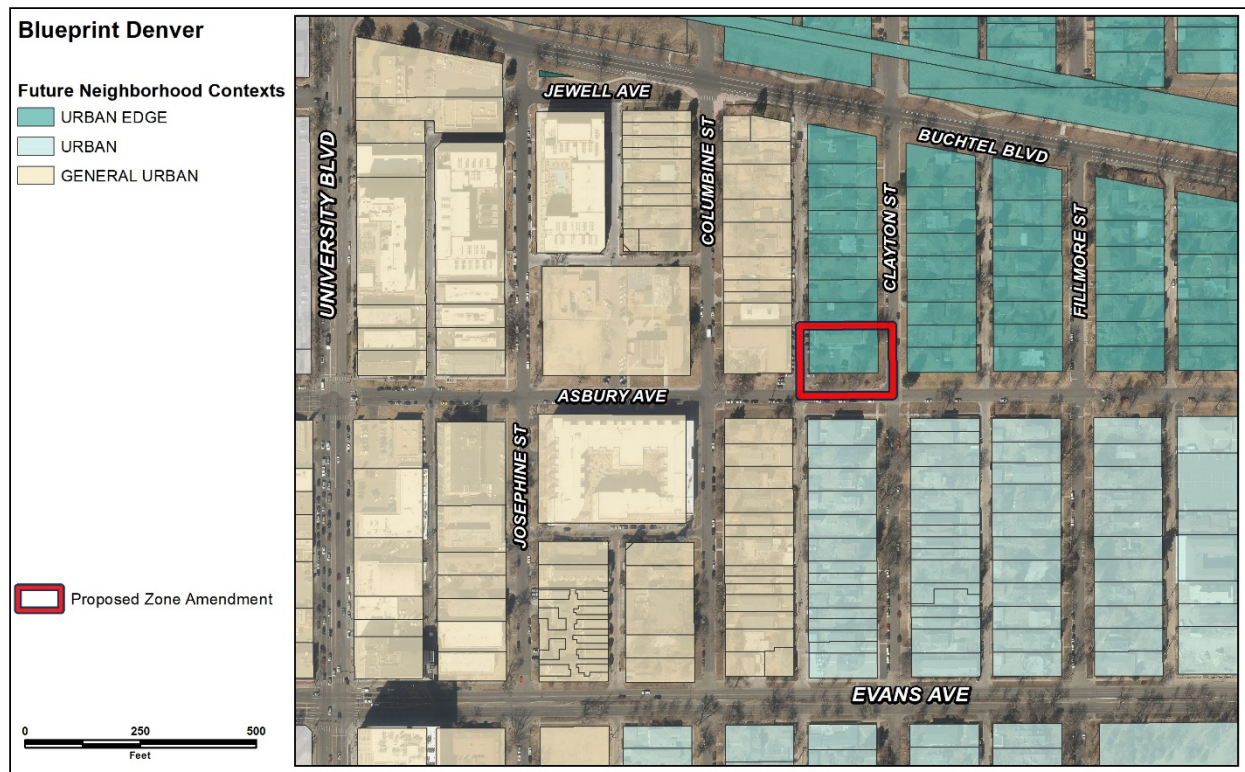 Blueprint Denver
Future Neighborhood Contexts
URBAN EDGE
URBAN
GENERAL URBAN
Proposed Zone Amendment
0 250 500
Feet
JEWELL AVE
BUCHTEL BLVD
UNIVERSITY BLVD
COLUMBINE ST
CLAYTON ST
FILLMORE ST
ASBURY AVE
JOSEPHINE ST
EVANS AVE